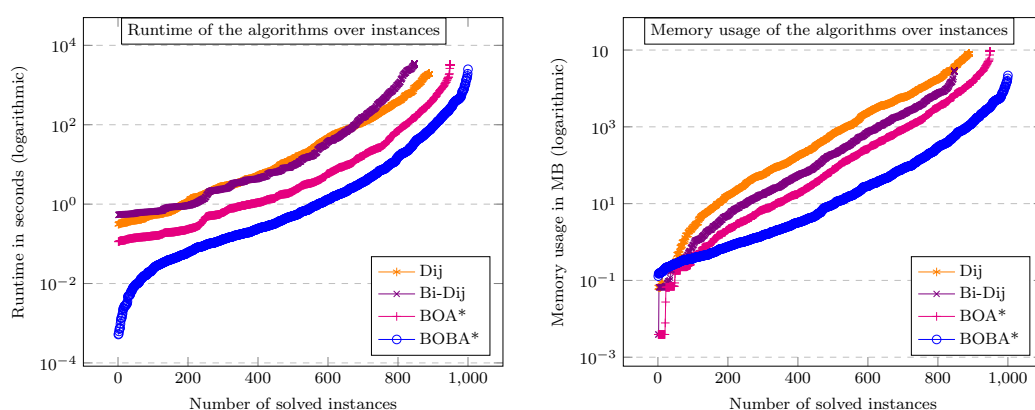 Runtime of the algorithms over instances
10^4
10^2
10^0
10^−2
10^−4
Runtime in seconds (logarithmic)
Dij
Bi-Dij
BOA*
BOBA*
0
200
400
600
800
1,000
Number of solved instances
Memory usage of the algorithms over instances
10
10^3
10^1
10^−1
10^−3
Memory usage in MB (logarithmic)
Dij
Bi-Dij
BOA*
BOBA*
0
200
400
600
800
1,000
Number of solved instances